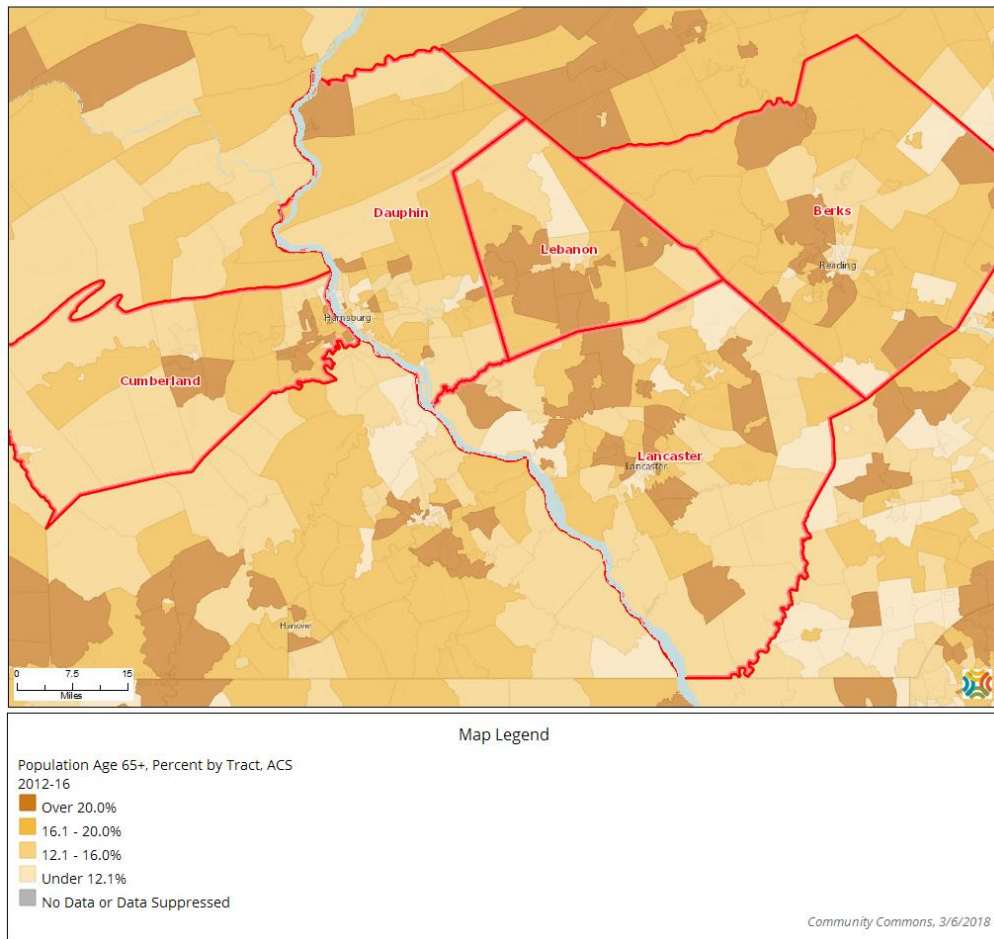 Dauphin
Berks
Lebanon
Reading
Harrisburg
Cumberland
Lancaster
Lancaster
Hanover
0 7.5 15
Miles
Map Legend
Population Age 65+, Percent by Tract, ACS
2012-16
Over 20.0%
16.1 - 20.0%
12.1 - 16.0%
Under 12.1%
No Data or Data Suppressed
Community Commons, 3/6/2018